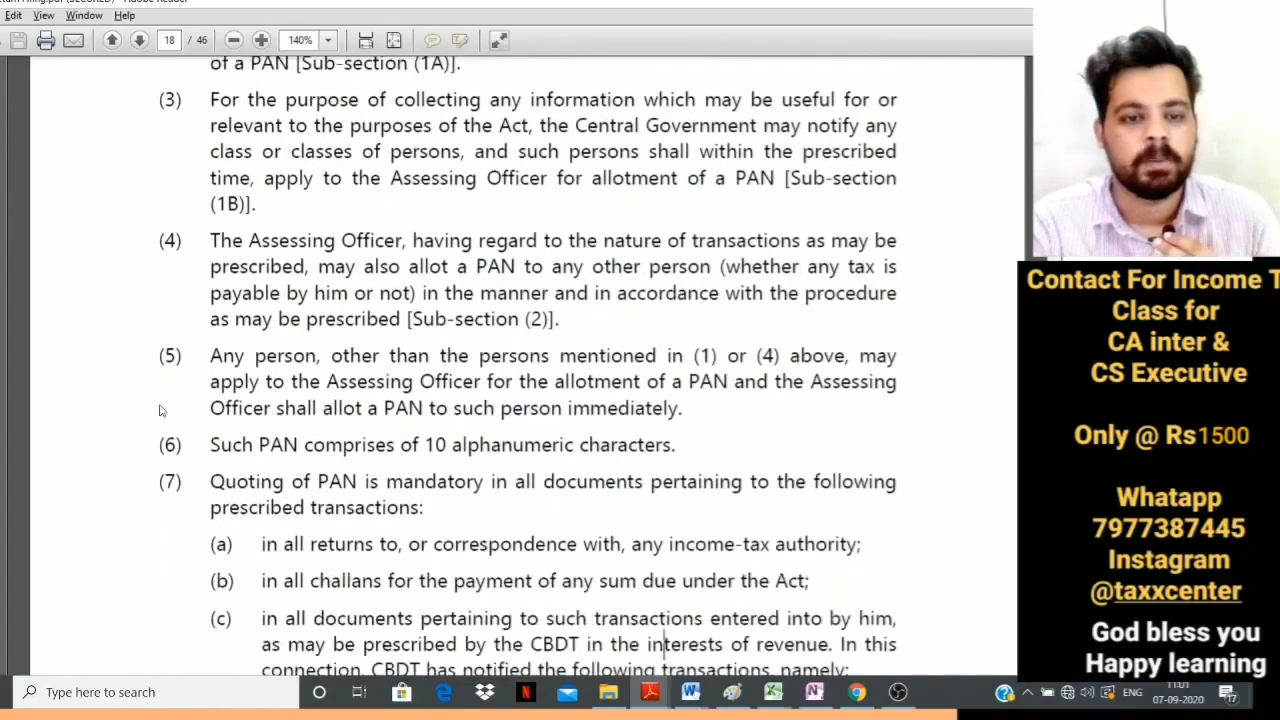 Edit View Window Help
18 / 46
140%
of a PAN [Sub-section (1A)].
(3) For the purpose of collecting any information which may be useful for or
relevant to the purposes of the Act, the Central Government may notify any
class or classes of persons, and such persons shall within the prescribed
time, apply to the Assessing Officer for allotment of a PAN [Sub-section
(1B)].
(4) The Assessing Officer, having regard to the nature of transactions as may be
prescribed, may also allot a PAN to any other person (whether any tax is
payable by him or not) in the manner and in accordance with the procedure
as may be prescribed [Sub-section (2)].
(5) Any person, other than the persons mentioned in (1) or (4) above, may
apply to the Assessing Officer for the allotment of a PAN and the Assessing
Officer shall allot a PAN to such person immediately.
(6) Such PAN comprises of 10 alphanumeric characters.
(7) Quoting of PAN is mandatory in all documents pertaining to the following
prescribed transactions:
(a) in all returns to, or correspondence with, any income-tax authority;
(b) in all challans for the payment of any sum due under the Act;
(c) in all documents pertaining to such transactions entered into by him,
as may be prescribed by the CBDT in the interests of revenue. In this
connection, CBDT has notified the following transactions, namely:
Contact For Income T
Class for
CA inter &
CS Executive
Only @ Rs1500
Whatapp
7977387445
Instagram
@taxxcenter
God bless you
Happy learning
Type here to search
ENG
11:01
07-09-2020
17